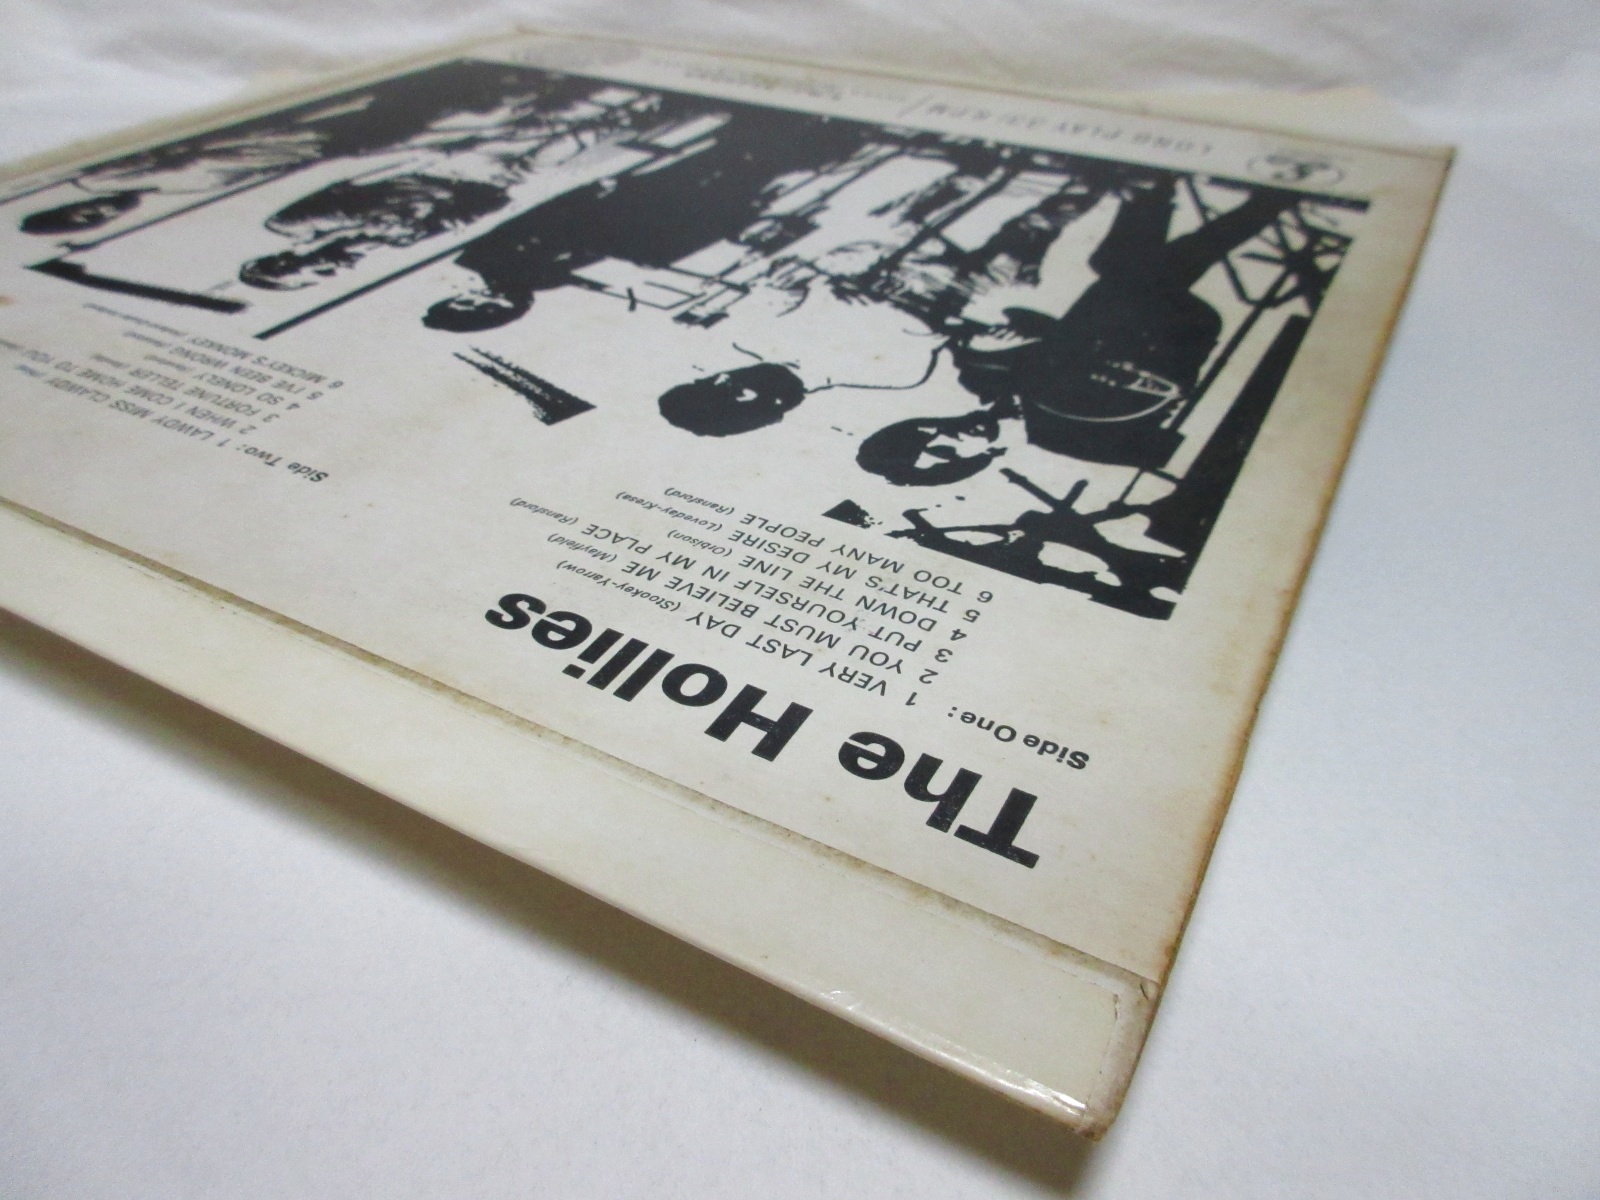 The Hollies
Side One: 1 VERY LAST DAY (Stookey-Yarrow)
2 YOU MUST BELIEVE ME (Mayfield)
3 PUT YOURSELF IN MY PLACE (Ransford)
4 DOWN THE LINE (Orbison)
5 THAT'S MY DESIRE (Loveday-Kresa)
6 TOO MANY PEOPLE (Ransford)
Side Two: 1 LAWDY MISS CLAWDY
2 WHEN I COME HOME TO YOU
3 FORTUNE TELLER
4 SO LONELY
5 I'VE BEEN WRONG
6 MICKEY'S MONKEY
LONG PLAY 33⅓ R.P.M.